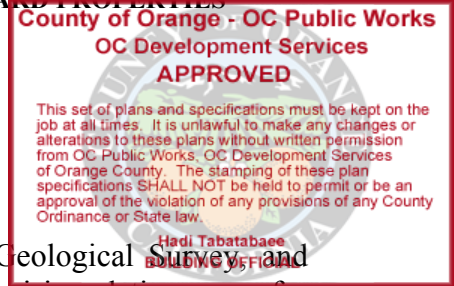 ARD PROPERTIES
County of Orange - OC Public Works
OC Development Services
APPROVED
This set of plans and specifications must be kept on the
job at all times. It is unlawful to make any changes or
alterations to these plans without written permission
from OC Public Works, OC Development Services
of Orange County. The stamping of these plan
specifications SHALL NOT be held to permit or be an
approval of the violation of any provisions of any County
Ordinance or State law.
Hadi Tabatabaee
BUILDING OFFICIAL
Geological Survey, and